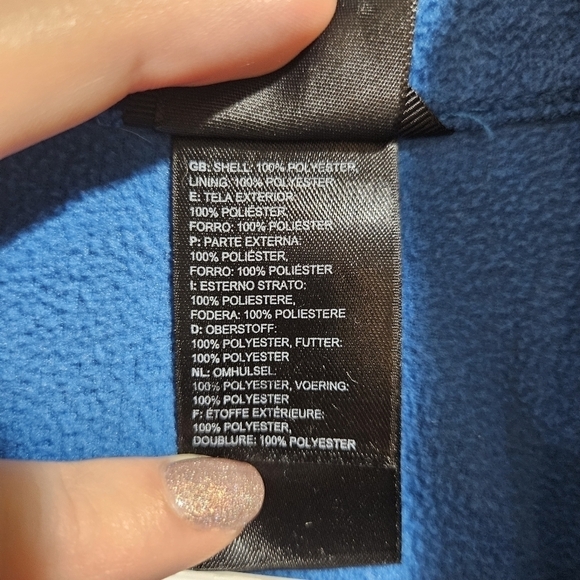 GB: SHELL: 100% POLYESTER,
LINING: 100% POLYESTER
E: TELA EXTERIOR:
100% POLIÉSTER,
FORRO: 100% POLIÉSTER
P: PARTE EXTERNA:
100% POLIÉSTER,
FORRO: 100% POLIÉSTER
I: ESTERNO STRATO:
100% POLIESTERE,
FODERA: 100% POLIESTERE
D: OBERSTOFF:
100% POLYESTER, FUTTER:
100% POLYESTER
NL: OMHULSEL:
100% POLYESTER, VOERING:
100% POLYESTER
F: ÉTOFFE EXTÉRIEURE:
100% POLYESTER,
DOUBLURE: 100% POLYESTER